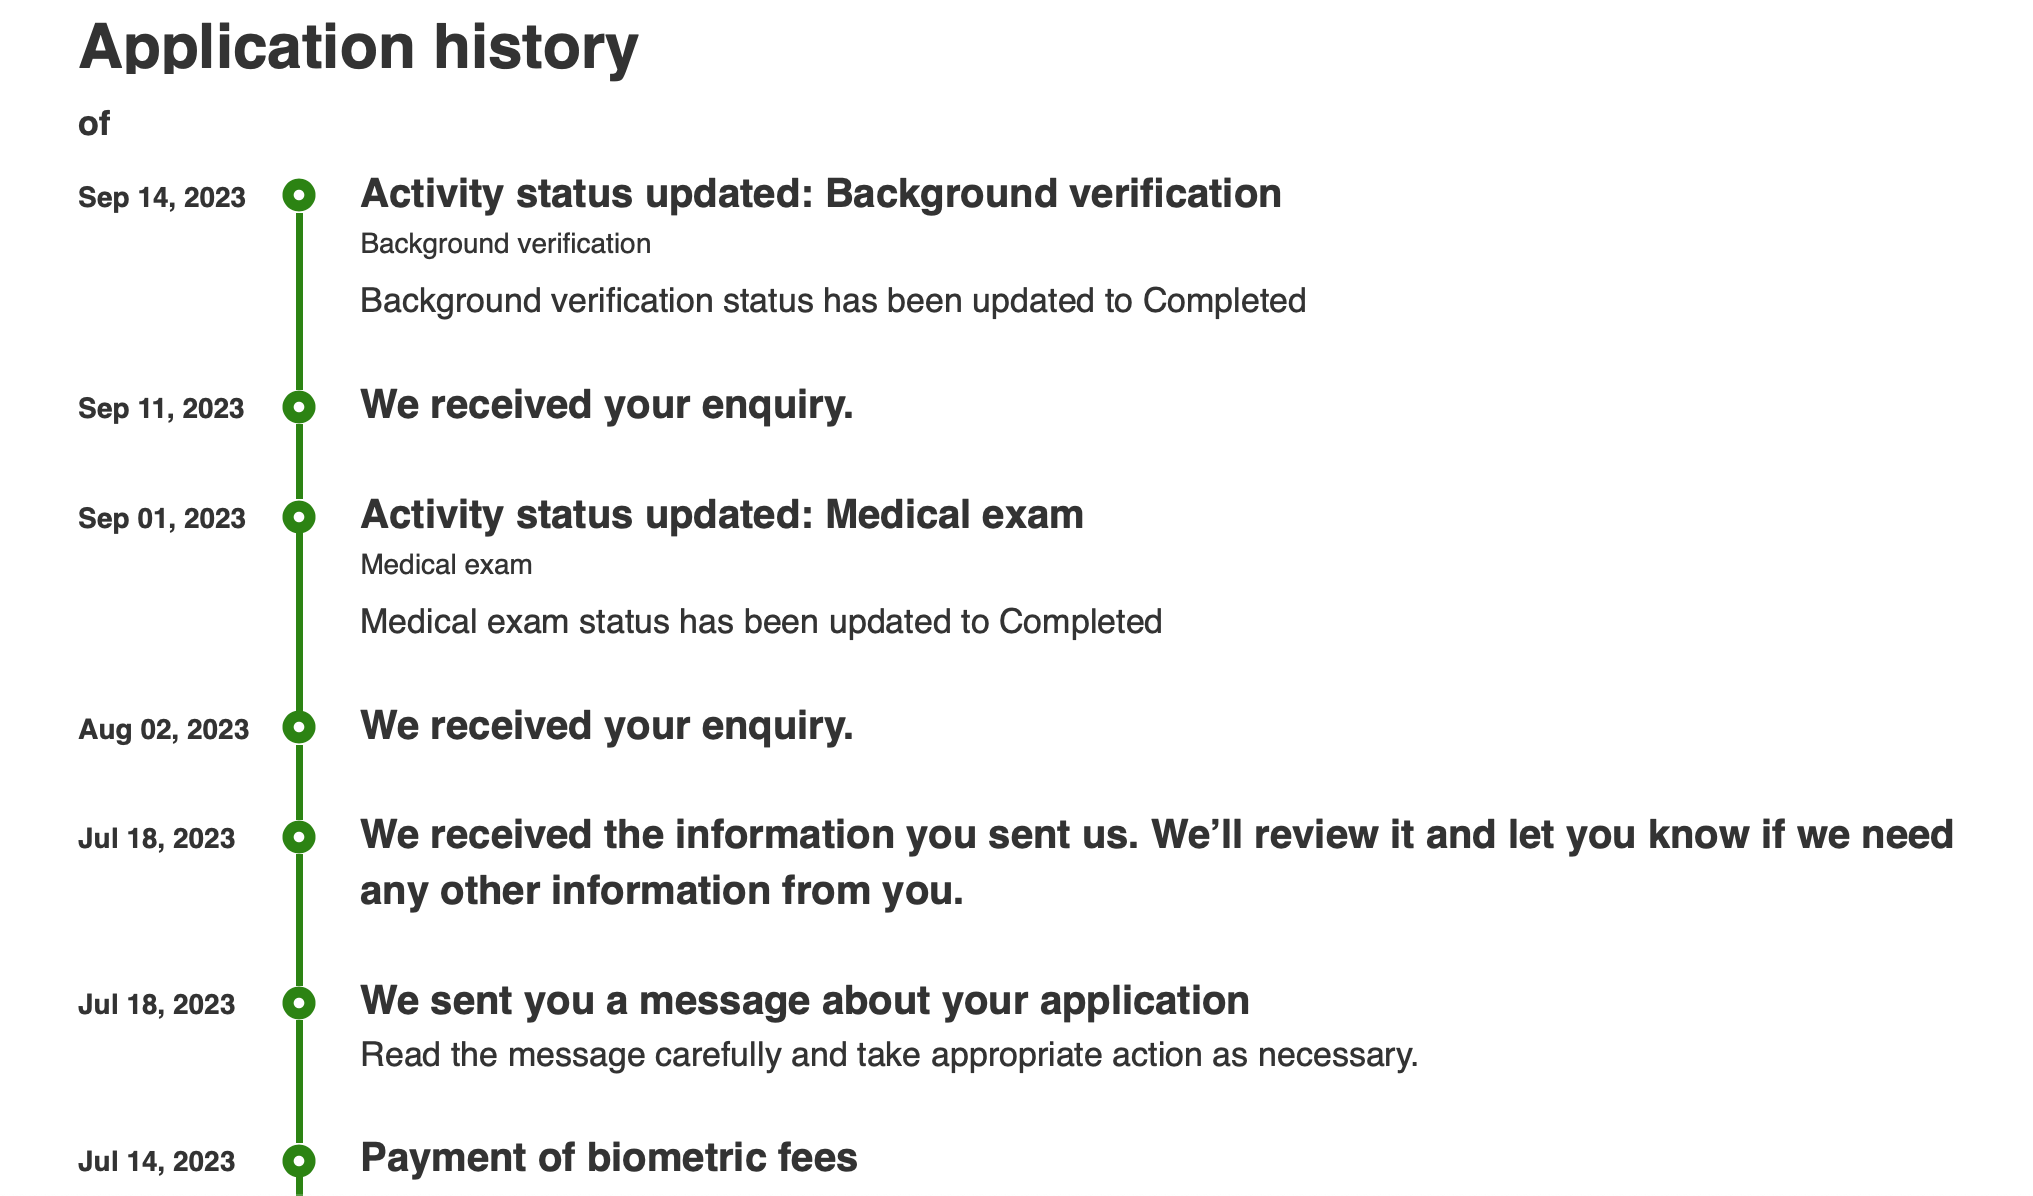 Application history
of
Sep 14, 2023
Activity status updated: Background verification
Background verification
Background verification status has been updated to Completed
Sep 11, 2023
We received your enquiry.
Sep 01, 2023
Activity status updated: Medical exam
Medical exam
Medical exam status has been updated to Completed
Aug 02, 2023
We received your enquiry.
Jul 18, 2023
We received the information you sent us. We’ll review it and let you know if we need
any other information from you.
Jul 18, 2023
We sent you a message about your application
Read the message carefully and take appropriate action as necessary.
Jul 14, 2023
Payment of biometric fees